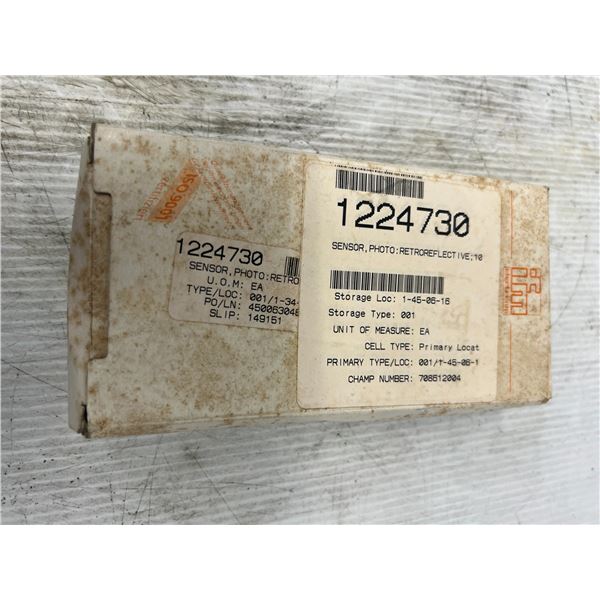 ISO 9001
1224730
SENSOR,PHOTO:RETRO
U.O.M: EA
TYPE/LOC: 001/1-34-
PO/LN: 45006304
SLIP: 149151
1224730
SENSOR,PHOTO:RETROREFLECTIVE;10
Storage Loc: 1-45-06-16
Storage Type: 001
UNIT OF MEASURE: EA
CELL TYPE: Primary Locat
PRIMARY TYPE/LOC: 001/1-45-06-1
CHAMP NUMBER: 708512004